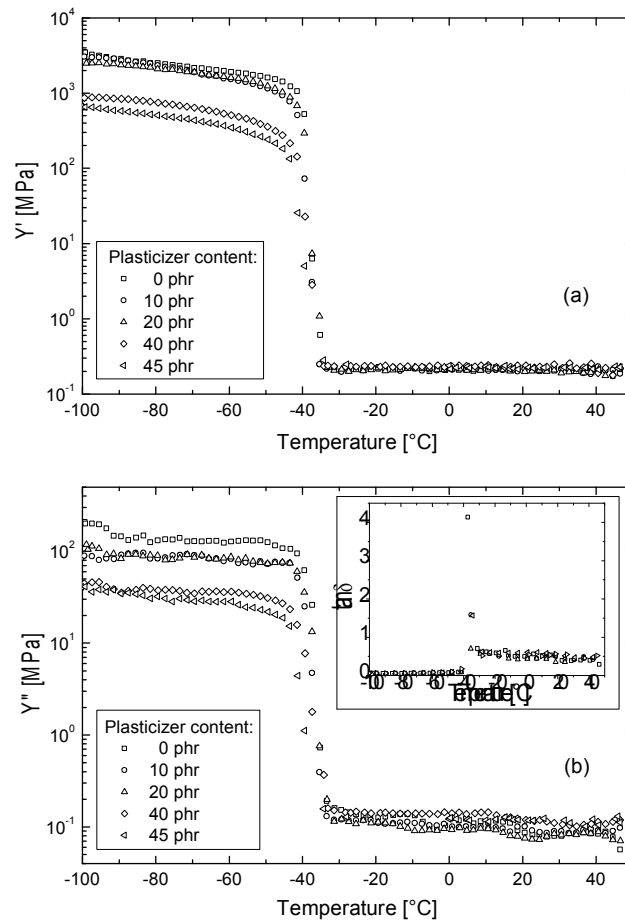 10^4
10^3
10^2
10^1
10^0
10^-1
Y' [MPa]
Plasticizer content:
0 phr
10 phr
20 phr
40 phr
45 phr
(a)
-100 -80 -60 -40 -20 0 20 40
Temperature [°C]
10^2
10^1
10^0
10^-1
Y'' [MPa]
4
3
2
1
0
tanδ
Plasticizer content:
0 phr
10 phr
20 phr
40 phr
45 phr
(b)
-100 -80 -60 -40 -20 0 20 40
Temperature [°C]